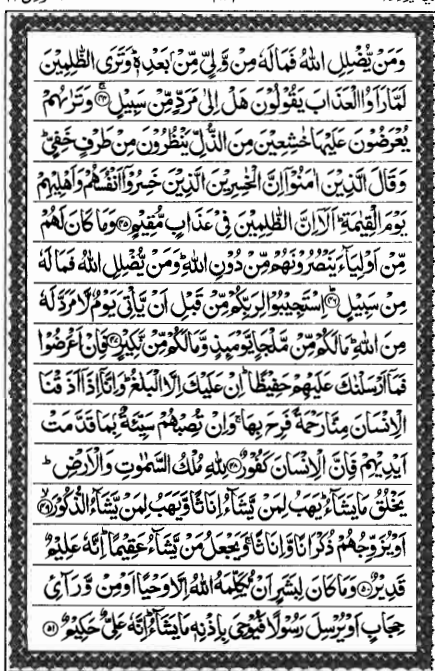 وَمَنْ يُّضْلِلِ اللّٰهُ فَمَا لَهٗ مِنْ وَّلِيٍّ مِّنْۢ بَعْدِهٖ ؕ وَتَرَى الظّٰلِمِيْنَ
لَمَّا رَاَوُا الْعَذَابَ يَقُوْلُوْنَ هَلْ اِلٰى مَرَدٍّ مِّنْ سَبِيْلٍ ۚ﴿۴۴﴾ وَتَرٰىهُمْ
يُعْرَضُوْنَ عَلَيْهَا خٰشِعِيْنَ مِنَ الذُّلِّ يَنْظُرُوْنَ مِنْ طَرْفٍ خَفِيٍّ ؕ
وَقَالَ الَّذِيْنَ اٰمَنُوْۤا اِنَّ الْخٰسِرِيْنَ الَّذِيْنَ خَسِرُوْۤا اَنْفُسَهُمْ وَاَهْلِيْهِمْ
يَوْمَ الْقِيٰمَةِ ؕ اَلَاۤ اِنَّ الظّٰلِمِيْنَ فِيْ عَذَابٍ مُّقِيْمٍ ﴿۴۵﴾ وَمَا كَانَ لَهُمْ
مِّنْ اَوْلِيَآءَ يَنْصُرُوْنَهُمْ مِّنْ دُوْنِ اللّٰهِ ؕ وَمَنْ يُّضْلِلِ اللّٰهُ فَمَا لَهٗ
مِنْ سَبِيْلٍ ؕ﴿۴۶﴾ اِسْتَجِيْبُوْا لِرَبِّكُمْ مِّنْ قَبْلِ اَنْ يَّاْتِيَ يَوْمٌ لَّا مَرَدَّ لَهٗ
مِنَ اللّٰهِ ؕ مَا لَكُمْ مِّنْ مَّلْجَاٍ يَّوْمَئِذٍ وَّمَا لَكُمْ مِّنْ نَّكِيْرٍ ﴿۴۷﴾ فَاِنْ اَعْرَضُوْا
فَمَاۤ اَرْسَلْنٰكَ عَلَيْهِمْ حَفِيْظًا ؕ اِنْ عَلَيْكَ اِلَّا الْبَلٰغُ ؕ وَاِنَّاۤ اِذَاۤ اَذَقْنَا
الْاِنْسَانَ مِنَّا رَحْمَةً فَرِحَ بِهَا ۚ وَاِنْ تُصِبْهُمْ سَيِّئَةٌۢ بِمَا قَدَّمَتْ
اَيْدِيْهِمْ فَاِنَّ الْاِنْسَانَ كَفُوْرٌ ﴿۴۸﴾ لِلّٰهِ مُلْكُ السَّمٰوٰتِ وَالْاَرْضِ ؕ
يَخْلُقُ مَا يَشَآءُ ؕ يَهَبُ لِمَنْ يَّشَآءُ اِنَاثًا وَّيَهَبُ لِمَنْ يَّشَآءُ الذُّكُوْرَ ۙ﴿۴۹﴾
اَوْ يُزَوِّجُهُمْ ذُكْرَانًا وَّاِنَاثًا ۚ وَيَجْعَلُ مَنْ يَّشَآءُ عَقِيْمًا ؕ اِنَّهٗ عَلِيْمٌ
قَدِيْرٌ ﴿۵۰﴾ وَمَا كَانَ لِبَشَرٍ اَنْ يُّكَلِّمَهُ اللّٰهُ اِلَّا وَحْيًا اَوْ مِنْ وَّرَآئِ
حِجَابٍ اَوْ يُرْسِلَ رَسُوْلًا فَيُوْحِيَ بِاِذْنِهٖ مَا يَشَآءُ ؕ اِنَّهٗ عَلِيٌّ حَكِيْمٌ ﴿۵۱﴾